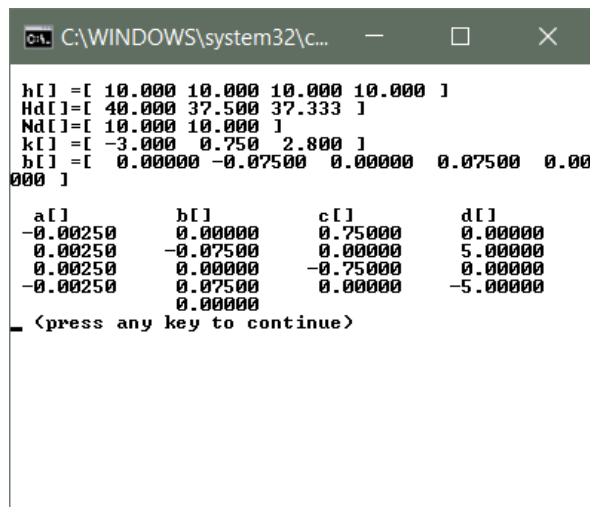 C:\WINDOWS\system32\c...
h[] =[ 10.000 10.000 10.000 10.000 ]
Hd[]=[ 40.000 37.500 37.333 ]
Nd[]=[ 10.000 10.000 ]
k[] =[ -3.000 0.750 2.800 ]
b[] =[ 0.00000 -0.07500 0.00000 0.07500 0.00
000 ]
a[] b[] c[] d[]
-0.00250 0.00000 0.75000 0.00000
0.00250 -0.07500 0.00000 5.00000
0.00250 0.00000 -0.75000 0.00000
-0.00250 0.07500 0.00000 -5.00000
0.00000
_ (press any key to continue)